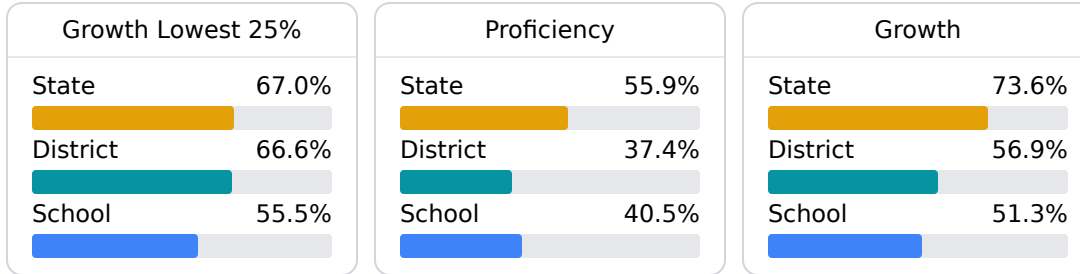 Growth Lowest 25%
State 67.0%
District 66.6%
School 55.5%
Proficiency
State 55.9%
District 37.4%
School 40.5%
Growth
State 73.6%
District 56.9%
School 51.3%